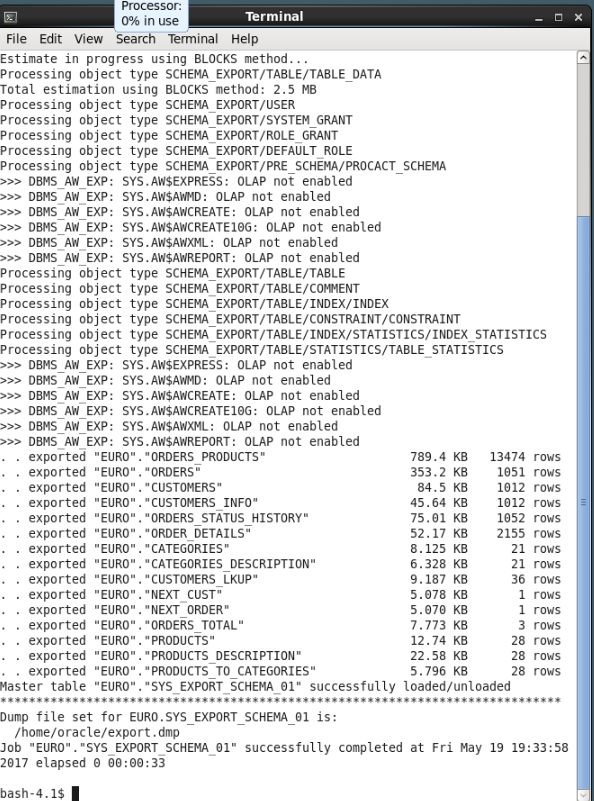 Processor:
0% in use
Terminal
File Edit View Search Terminal Help
Estimate in progress using BLOCKS method...
Processing object type SCHEMA_EXPORT/TABLE/TABLE_DATA
Total estimation using BLOCKS method: 2.5 MB
Processing object type SCHEMA_EXPORT/USER
Processing object type SCHEMA_EXPORT/SYSTEM_GRANT
Processing object type SCHEMA_EXPORT/ROLE_GRANT
Processing object type SCHEMA_EXPORT/DEFAULT_ROLE
Processing object type SCHEMA_EXPORT/PRE_SCHEMA/PROCACT_SCHEMA
>>> DBMS_AW_EXP: SYS.AW$EXPRESS: OLAP not enabled
>>> DBMS_AW_EXP: SYS.AW$AWMD: OLAP not enabled
>>> DBMS_AW_EXP: SYS.AW$AWCREATE: OLAP not enabled
>>> DBMS_AW_EXP: SYS.AW$AWCREATE10G: OLAP not enabled
>>> DBMS_AW_EXP: SYS.AW$AWXML: OLAP not enabled
>>> DBMS_AW_EXP: SYS.AW$AWREPORT: OLAP not enabled
Processing object type SCHEMA_EXPORT/TABLE/TABLE
Processing object type SCHEMA_EXPORT/TABLE/COMMENT
Processing object type SCHEMA_EXPORT/TABLE/INDEX/INDEX
Processing object type SCHEMA_EXPORT/TABLE/CONSTRAINT/CONSTRAINT
Processing object type SCHEMA_EXPORT/TABLE/INDEX/STATISTICS/INDEX_STATISTICS
Processing object type SCHEMA_EXPORT/TABLE/STATISTICS/TABLE_STATISTICS
>>> DBMS_AW_EXP: SYS.AW$EXPRESS: OLAP not enabled
>>> DBMS_AW_EXP: SYS.AW$AWMD: OLAP not enabled
>>> DBMS_AW_EXP: SYS.AW$AWCREATE: OLAP not enabled
>>> DBMS_AW_EXP: SYS.AW$AWCREATE10G: OLAP not enabled
>>> DBMS_AW_EXP: SYS.AW$AWXML: OLAP not enabled
>>> DBMS_AW_EXP: SYS.AW$AWREPORT: OLAP not enabled
. . exported "EURO"."ORDERS_PRODUCTS" 789.4 KB 13474 rows
. . exported "EURO"."ORDERS" 353.2 KB 1051 rows
. . exported "EURO"."CUSTOMERS" 84.5 KB 1012 rows
. . exported "EURO"."CUSTOMERS_INFO" 45.64 KB 1012 rows
. . exported "EURO"."ORDERS_STATUS_HISTORY" 75.01 KB 1052 rows
. . exported "EURO"."ORDER_DETAILS" 52.17 KB 2155 rows
. . exported "EURO"."CATEGORIES" 8.125 KB 21 rows
. . exported "EURO"."CATEGORIES_DESCRIPTION" 6.328 KB 21 rows
. . exported "EURO"."CUSTOMERS_LKUP" 9.187 KB 36 rows
. . exported "EURO"."NEXT_CUST" 5.078 KB 1 rows
. . exported "EURO"."NEXT_ORDER" 5.070 KB 1 rows
. . exported "EURO"."ORDERS_TOTAL" 7.773 KB 3 rows
. . exported "EURO"."PRODUCTS" 12.74 KB 28 rows
. . exported "EURO"."PRODUCTS_DESCRIPTION" 22.58 KB 28 rows
. . exported "EURO"."PRODUCTS_TO_CATEGORIES" 5.796 KB 28 rows
Master table "EURO"."SYS_EXPORT_SCHEMA_01" successfully loaded/unloaded
******************************************************************************
Dump file set for EURO.SYS_EXPORT_SCHEMA_01 is:
/home/oracle/export.dmp
Job "EURO"."SYS_EXPORT_SCHEMA_01" successfully completed at Fri May 19 19:33:58
2017 elapsed 0 00:00:33
bash-4.1$